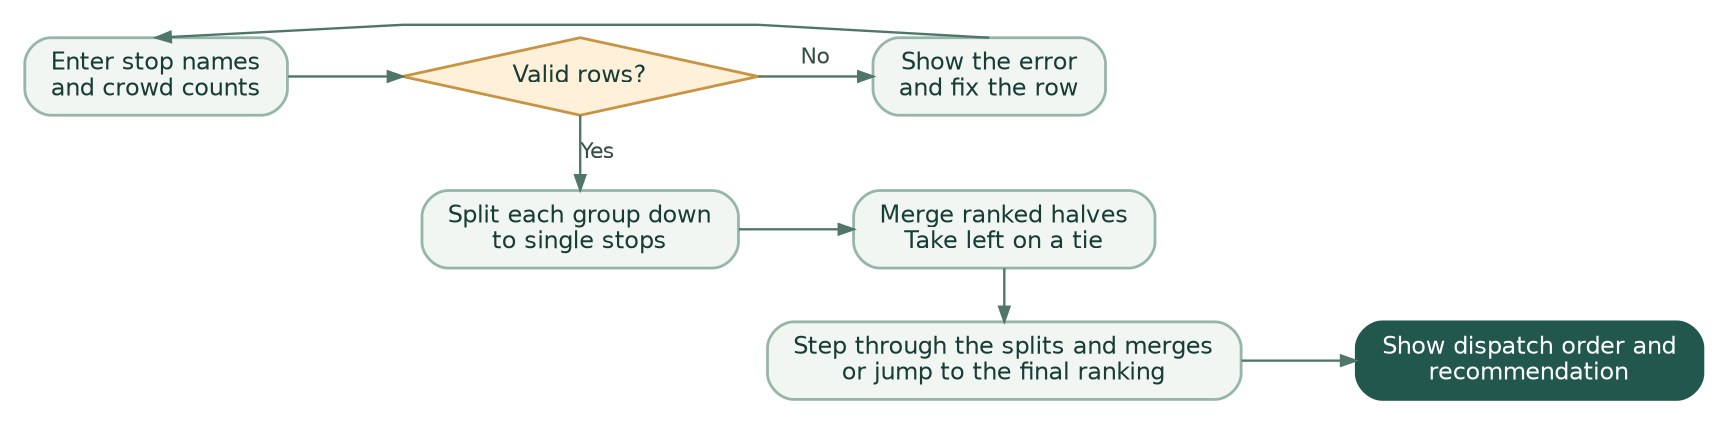 Enter stop names
and crowd counts
Valid rows?
No
Show the error
and fix the row
Yes
Split each group down
to single stops
Merge ranked halves
Take left on a tie
Step through the splits and merges
or jump to the final ranking
Show dispatch order and
recommendation